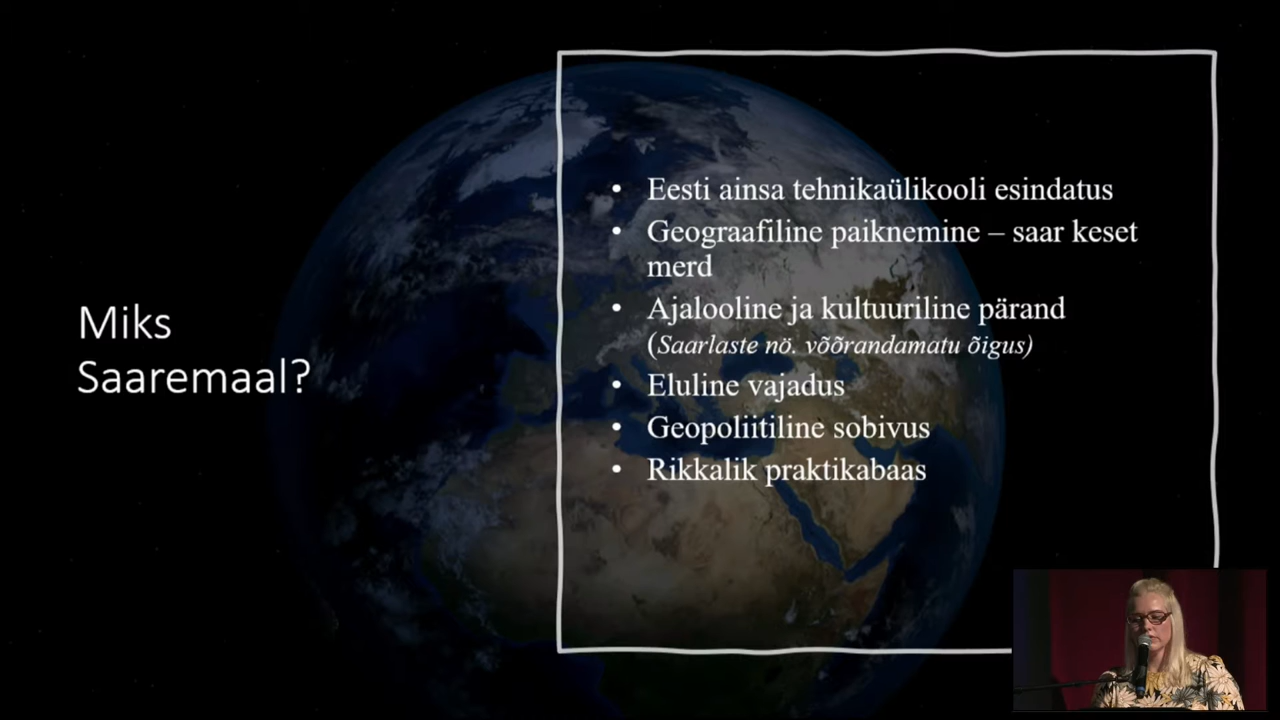 Miks
Saaremaal?
• Eesti ainsa tehnikaülikooli esindatus
• Geograafiline paiknemine – saar keset
merd
• Ajalooline ja kultuuriline pärand
(Saarlaste nö. võõrandamatu õigus)
• Eluline vajadus
• Geopoliitiline sobivus
• Rikkalik praktikabaas